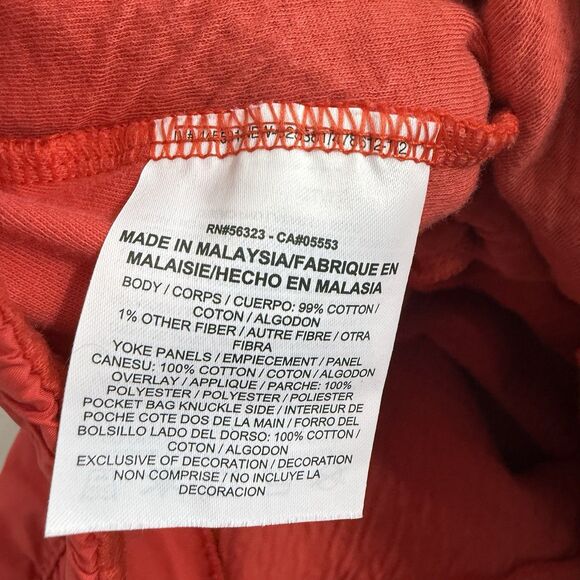 RN#56323 - CA#05553
MADE IN MALAYSIA/FABRIQUE EN
MALAISIE/HECHO EN MALASIA
BODY / CORPS / CUERPO: 99% COTTON /
COTON / ALGODON
1% OTHER FIBER / AUTRE FIBRE / OTRA
FIBRA
YOKE PANELS / EMPIECEMENT / PANEL
CANESU: 100% COTTON / COTON / ALGODON
OVERLAY / APPLIQUE / PARCHE: 100%
POLYESTER / POLYESTER / POLIESTER
POCKET BAG KNUCKLE SIDE / INTERIEUR DE
POCHE COTE DOS DE LA MAIN / FORRO DEL
BOLSILLO LADO DEL DORSO: 100% COTTON /
COTON / ALGODON
EXCLUSIVE OF DECORATION / DECORATION
NON COMPRISE / NO INCLUYE LA
DECORACION